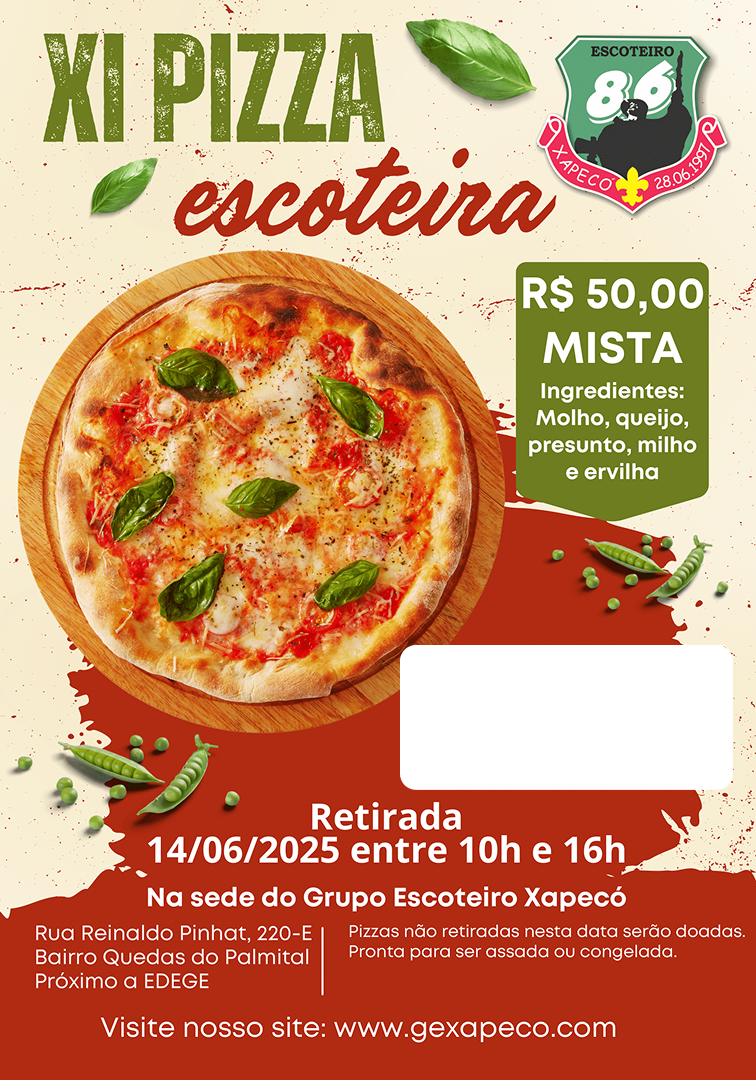 XI PIZZA
escoteira
ESCOTEIRO
86
XAPECÓ 28.06.1997
R$ 50,00
MISTA
Ingredientes:
Molho, queijo,
presunto, milho
e ervilha
Retirada
14/06/2025 entre 10h e 16h
Na sede do Grupo Escoteiro Xapecó
Rua Reinaldo Pinhat, 220-E
Bairro Quedas do Palmital
Próximo a EDEGE
Pizzas não retiradas nesta data serão doadas.
Pronta para ser assada ou congelada.
Visite nosso site: www.gexapeco.com